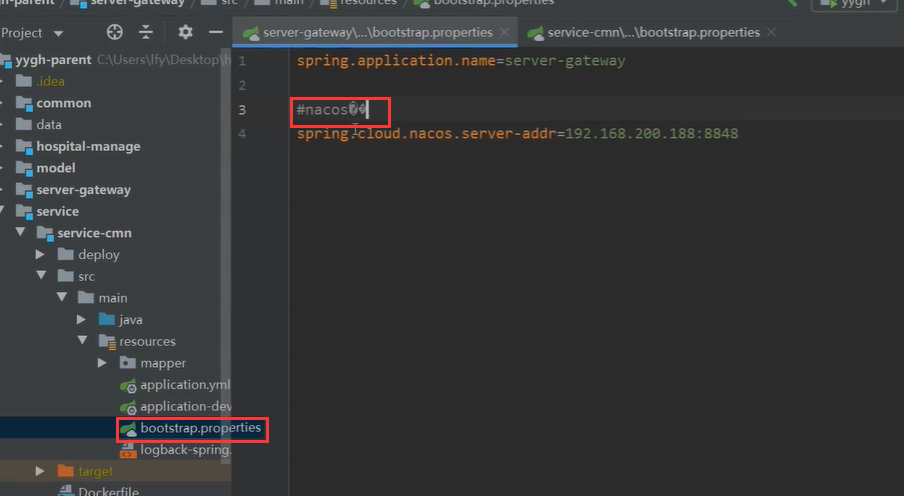 server-gateway
src
main
resources
bootstrap.properties
yygh
Project
server-gateway\...\bootstrap.properties
service-cmn\...\bootstrap.properties
yygh-parent C:\Users\lfy\Desktop\
.idea
common
data
hospital-manage
model
server-gateway
service
service-cmn
deploy
src
main
java
resources
mapper
application.yml
application-dev
bootstrap.properties
logback-spring.
target
Dockerfile
1 spring.application.name=server-gateway
2
3 #nacos��
4 spring.cloud.nacos.server-addr=192.168.200.188:8848